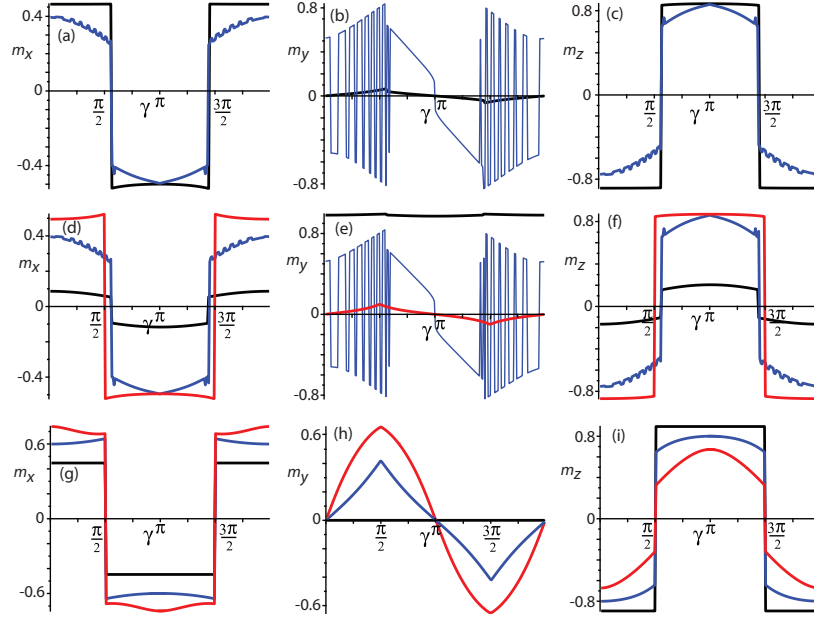 (a)
m_x
0.4
0
-0.4
π/2
γ
π
3π/2
(b)
m_y
0.8
0
-0.8
γ
π
(c)
m_z
0.8
0
-0.8
π/2
γ
π
3π/2
(d)
m_x
0.4
0
-0.4
π/2
γ
π
3π/2
(e)
m_y
0.8
0
0.8
γ
π
(f)
m_z
0.8
0
-0.8
π/2
γ
π
3π/2
(g)
m_x
0.6
0
-0.6
π/2
γ
π
3π/2
(h)
m_y
0.6
0
-0.6
π/2
γ
π
3π/2
(i)
m_z
0.8
0
-0.8
π/2
γ
π
3π/2